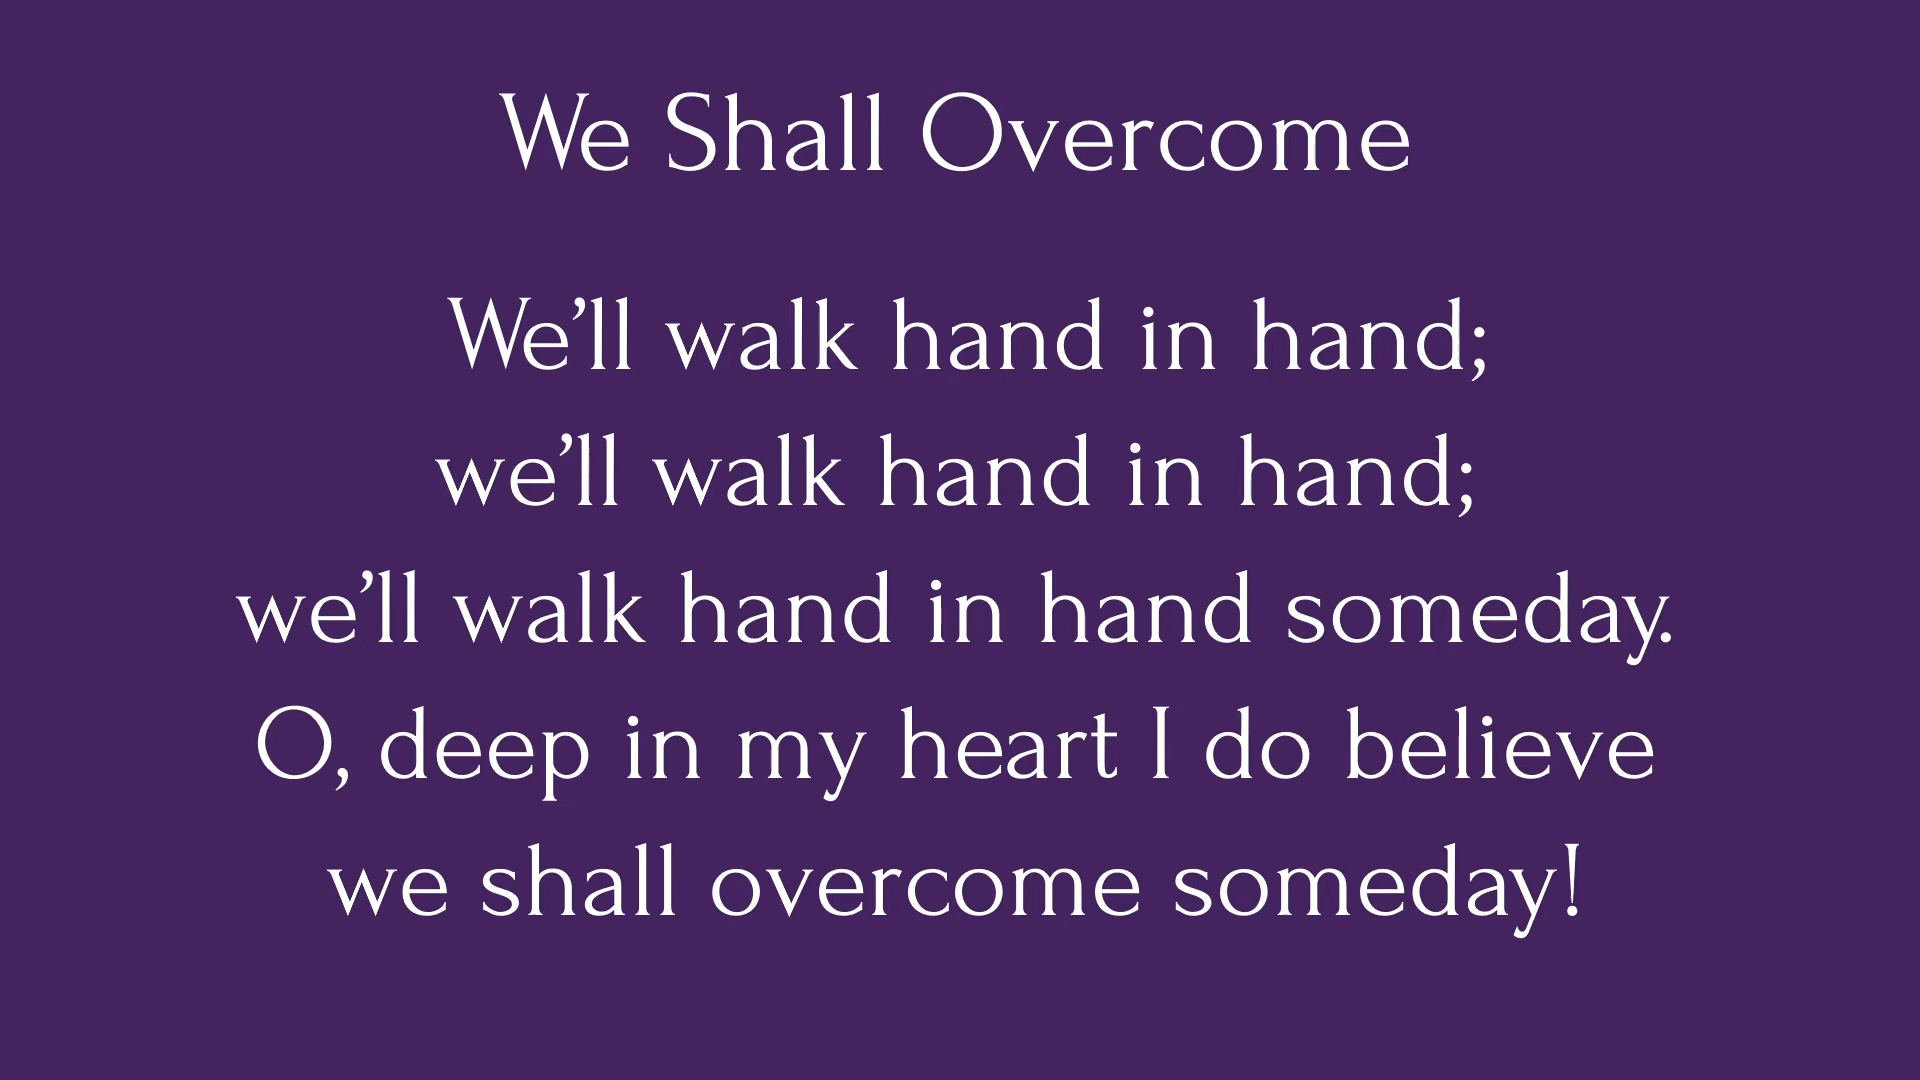 We Shall Overcome
We’ll walk hand in hand;
we’ll walk hand in hand;
we’ll walk hand in hand someday.
O, deep in my heart I do believe
we shall overcome someday!